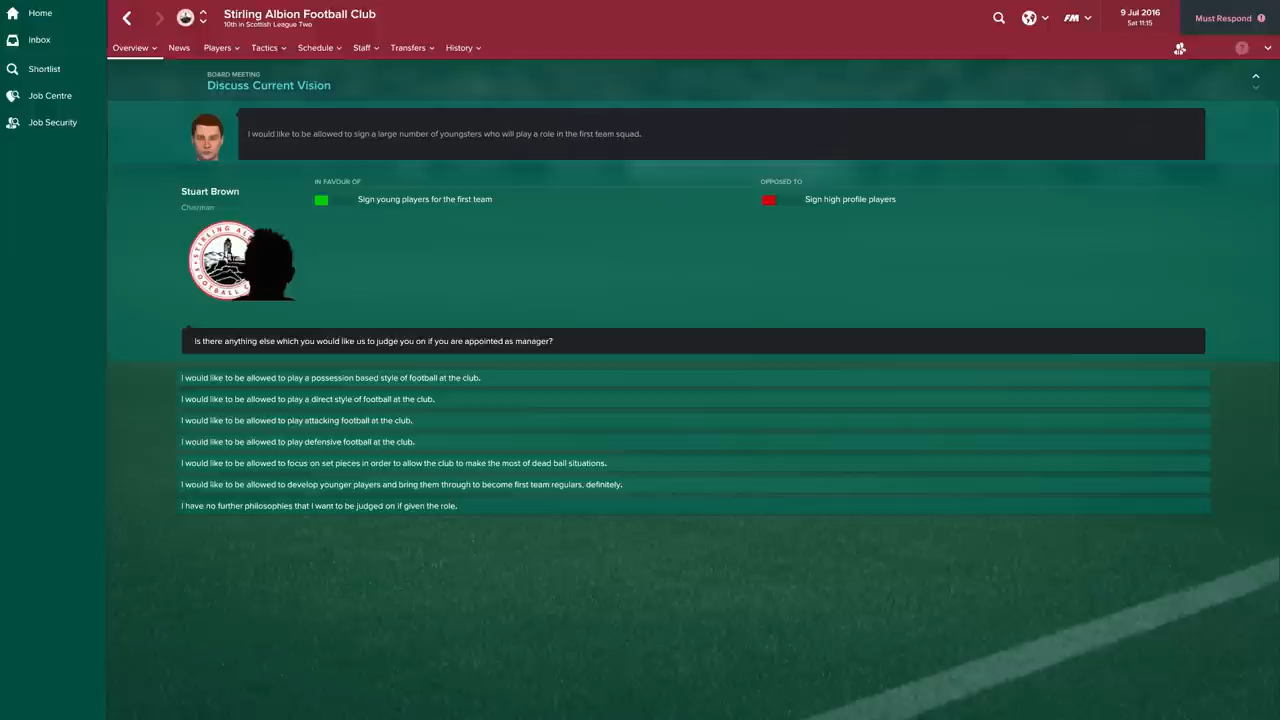 Home
Inbox
Shortlist
Job Centre
Job Security
Stirling Albion Football Club
10th in Scottish League Two
FM
9 Jul 2016
Sat 11:15
Must Respond
Overview
News
Players
Tactics
Schedule
Staff
Transfers
History
BOARD MEETING
Discuss Current Vision
I would like to be allowed to sign a large number of youngsters who will play a role in the first team squad.
Stuart Brown
Chairman
IN FAVOUR OF
Sign young players for the first team
OPPOSED TO
Sign high profile players
STIRLING AL
FOOTBALL C
Is there anything else which you would like us to judge you on if you are appointed as manager?
I would like to be allowed to play a possession based style of football at the club.
I would like to be allowed to play a direct style of football at the club.
I would like to be allowed to play attacking football at the club.
I would like to be allowed to play defensive football at the club.
I would like to be allowed to focus on set pieces in order to allow the club to make the most of dead ball situations.
I would like to be allowed to develop younger players and bring them through to become first team regulars, definitely.
I have no further philosophies that I want to be judged on if given the role.